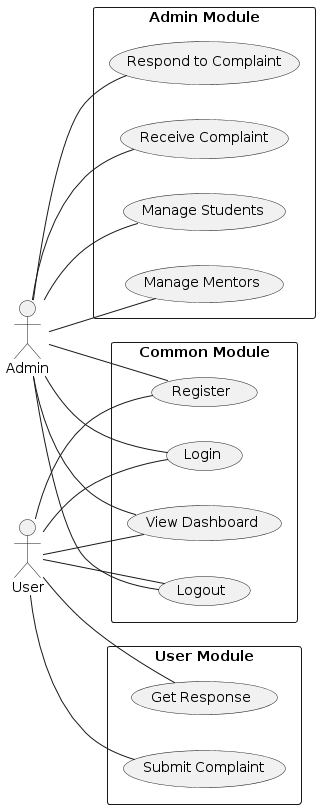 Admin Module
Respond to Complaint
Receive Complaint
Manage Students
Manage Mentors
Admin
Common Module
Register
Login
View Dashboard
User
Logout
User Module
Get Response
Submit Complaint